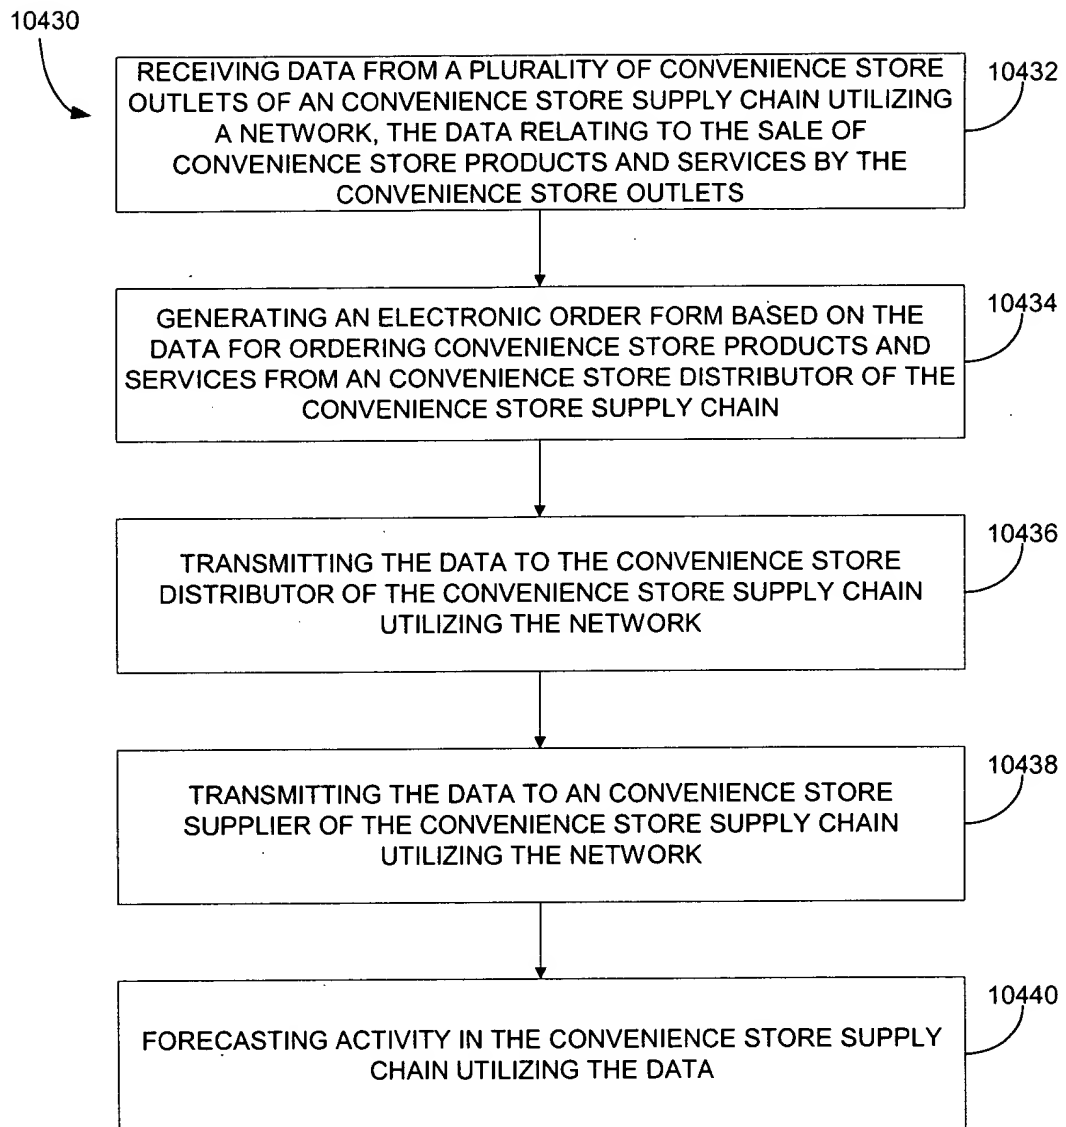 10430
RECEIVING DATA FROM A PLURALITY OF CONVENIENCE STORE
OUTLETS OF AN CONVENIENCE STORE SUPPLY CHAIN UTILIZING
A NETWORK, THE DATA RELATING TO THE SALE OF
CONVENIENCE STORE PRODUCTS AND SERVICES BY THE
CONVENIENCE STORE OUTLETS
10432
GENERATING AN ELECTRONIC ORDER FORM BASED ON THE
DATA FOR ORDERING CONVENIENCE STORE PRODUCTS AND
SERVICES FROM AN CONVENIENCE STORE DISTRIBUTOR OF THE
CONVENIENCE STORE SUPPLY CHAIN
10434
TRANSMITTING THE DATA TO THE CONVENIENCE STORE
DISTRIBUTOR OF THE CONVENIENCE STORE SUPPLY CHAIN
UTILIZING THE NETWORK
10436
TRANSMITTING THE DATA TO AN CONVENIENCE STORE
SUPPLIER OF THE CONVENIENCE STORE SUPPLY CHAIN
UTILIZING THE NETWORK
10438
FORECASTING ACTIVITY IN THE CONVENIENCE STORE SUPPLY
CHAIN UTILIZING THE DATA
10440